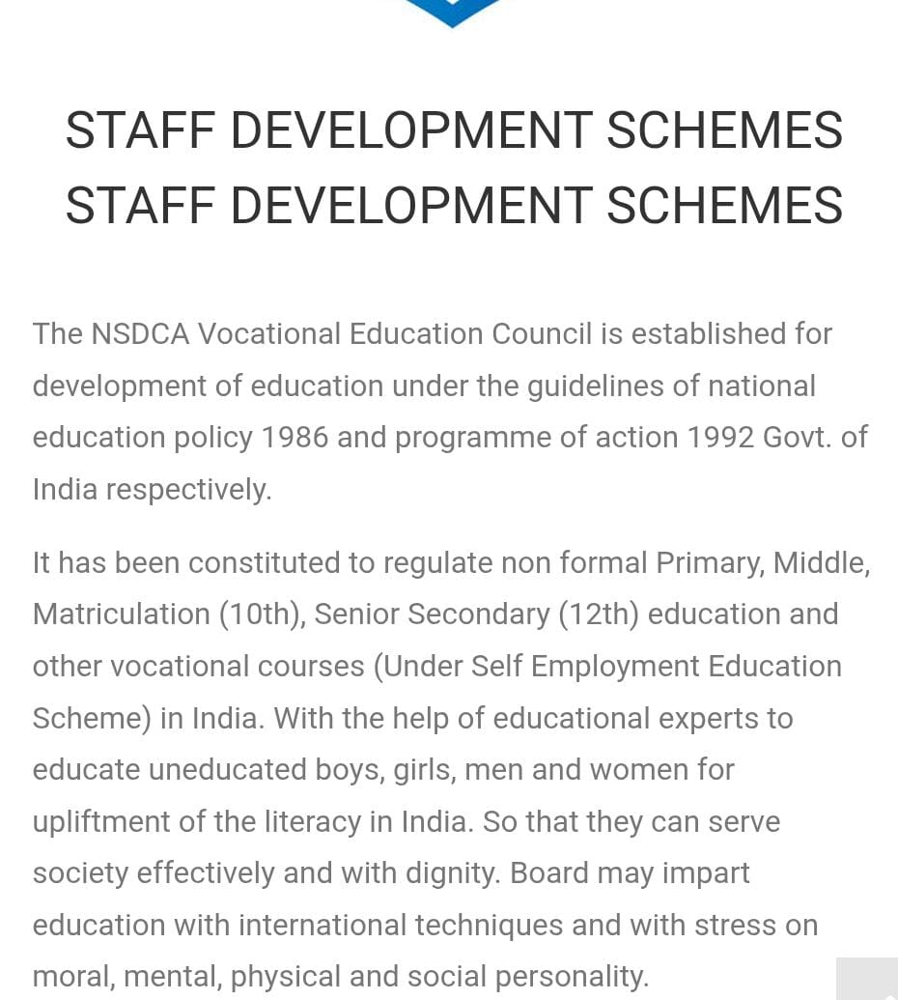 STAFF DEVELOPMENT SCHEMES
STAFF DEVELOPMENT SCHEMES
The NSDCA Vocational Education Council is established for
development of education under the guidelines of national
education policy 1986 and programme of action 1992 Govt. of
India respectively.
It has been constituted to regulate non formal Primary, Middle,
Matriculation (10th), Senior Secondary (12th) education and
other vocational courses (Under Self Employment Education
Scheme) in India. With the help of educational experts to
educate uneducated boys, girls, men and women for
upliftment of the literacy in India. So that they can serve
society effectively and with dignity. Board may impart
education with international techniques and with stress on
moral, mental, physical and social personality.